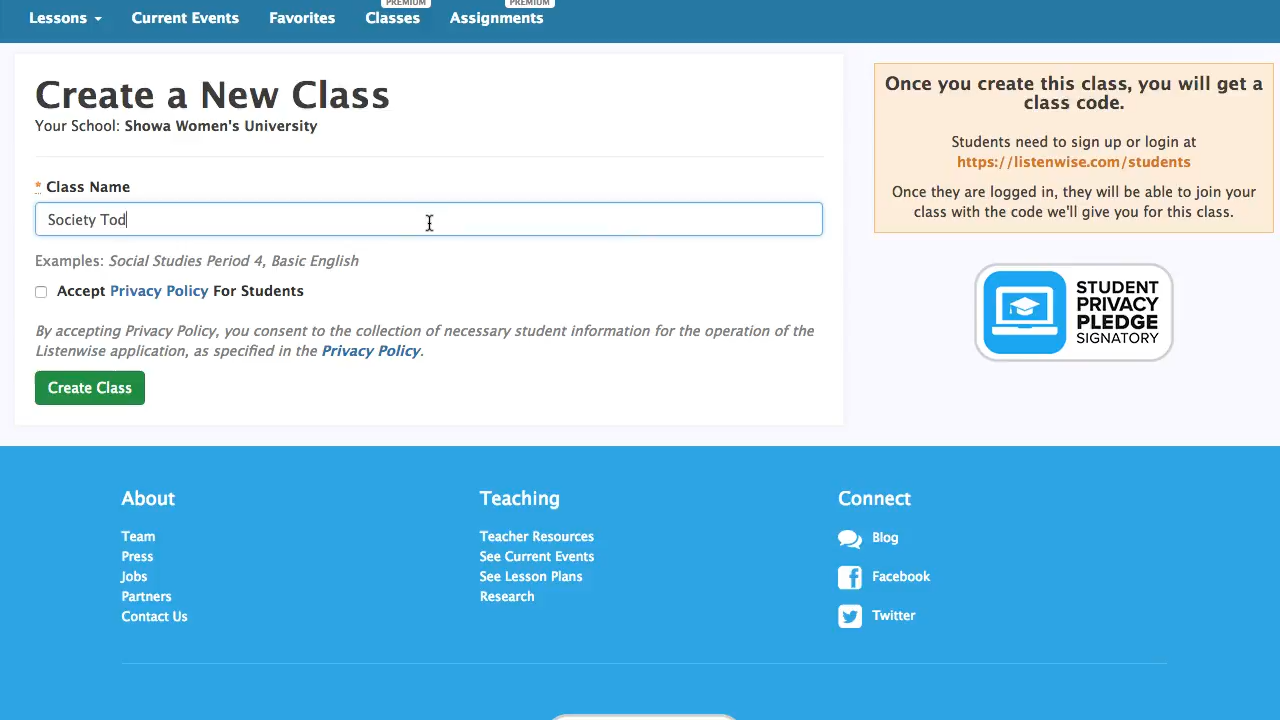 PREMIUM PREMIUM
Lessons Current Events Favorites Classes Assignments
Create a New Class
Your School: Showa Women's University
* Class Name
Society Tod
Examples: Social Studies Period 4, Basic English
Accept Privacy Policy For Students
By accepting Privacy Policy, you consent to the collection of necessary student information for the operation of the
Listenwise application, as specified in the Privacy Policy.
Create Class
Once you create this class, you will get a
class code.
Students need to sign up or login at
https://listenwise.com/students
Once they are logged in, they will be able to join your
class with the code we'll give you for this class.
STUDENT
PRIVACY
PLEDGE
SIGNATORY
About
Team
Press
Jobs
Partners
Contact Us
Teaching
Teacher Resources
See Current Events
See Lesson Plans
Research
Connect
Blog
Facebook
Twitter